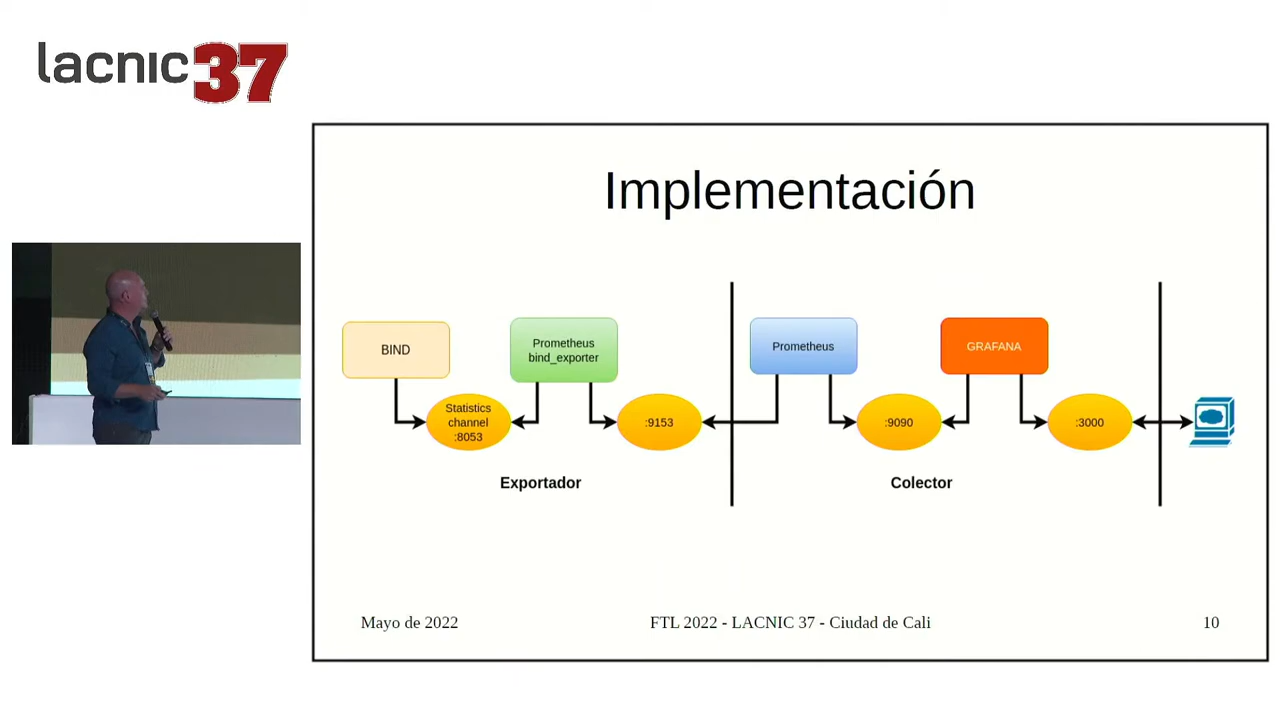 lacnic37
Implementación
BIND
Prometheus
bind_exporter
Prometheus
GRAFANA
Statistics
channel
:8053
:9153
:9090
:3000
Exportador
Colector
Mayo de 2022
FTL 2022 - LACNIC 37 - Ciudad de Cali
10